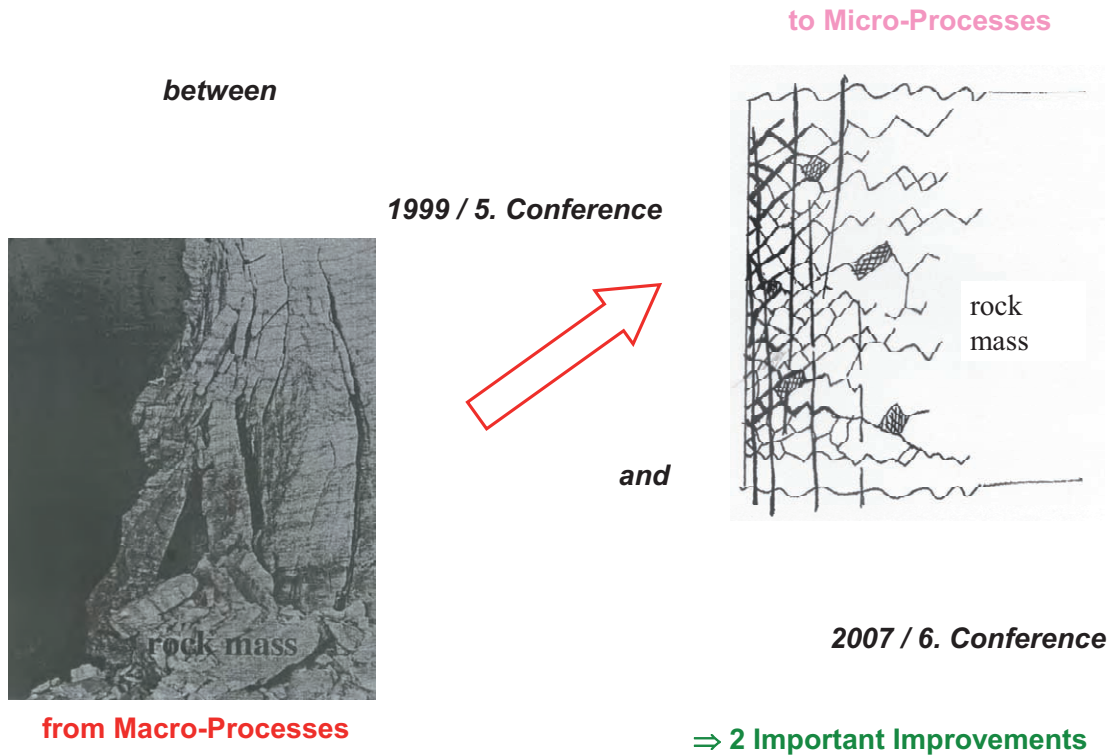 to Micro-Processes
between
1999 / 5. Conference
rock
mass
and
rock mass
2007 / 6. Conference
from Macro-Processes
⇒ 2 Important Improvements